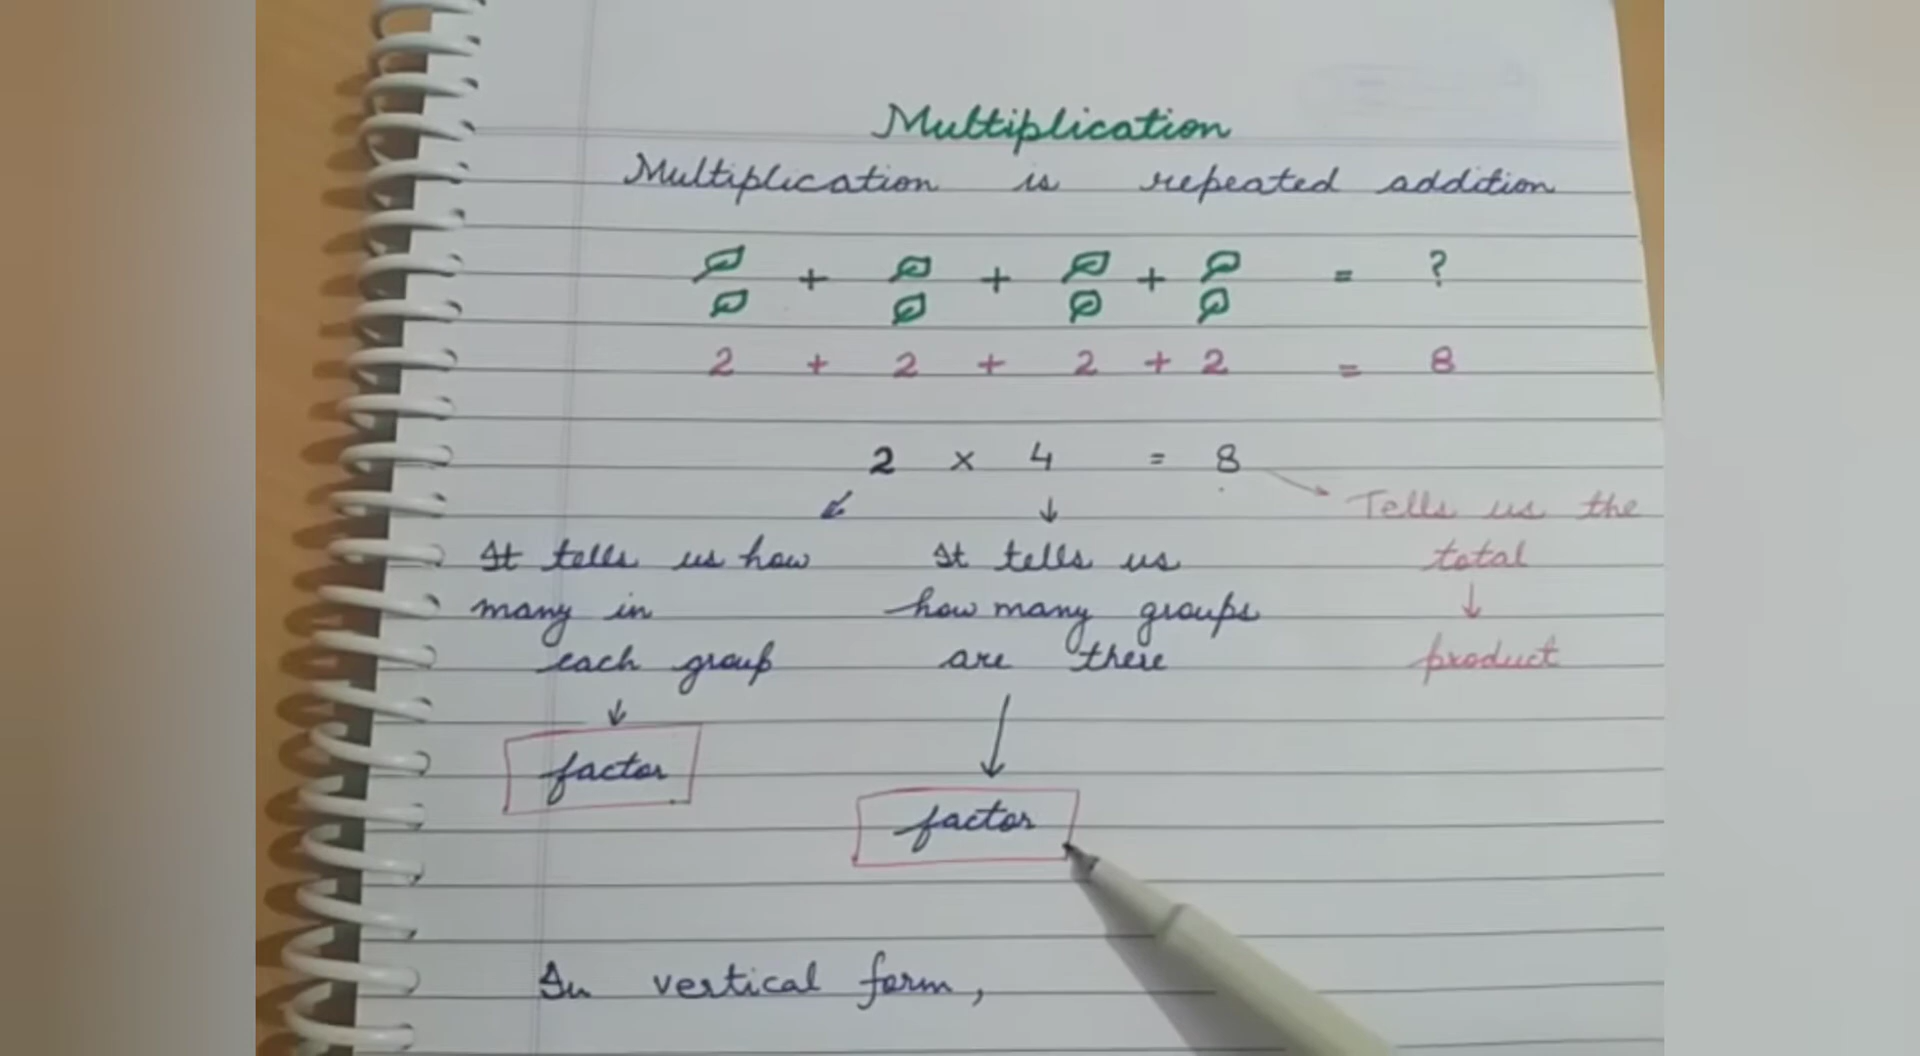 Multiplication
Multiplication is repeated addition
+ + + = ?
2 + 2 + 2 + 2 = 8
2 × 4 = 8
Tells us the
total
product
It tells us how
many in
each group
factor
It tells us
how many groups
are there
factor
In vertical form,